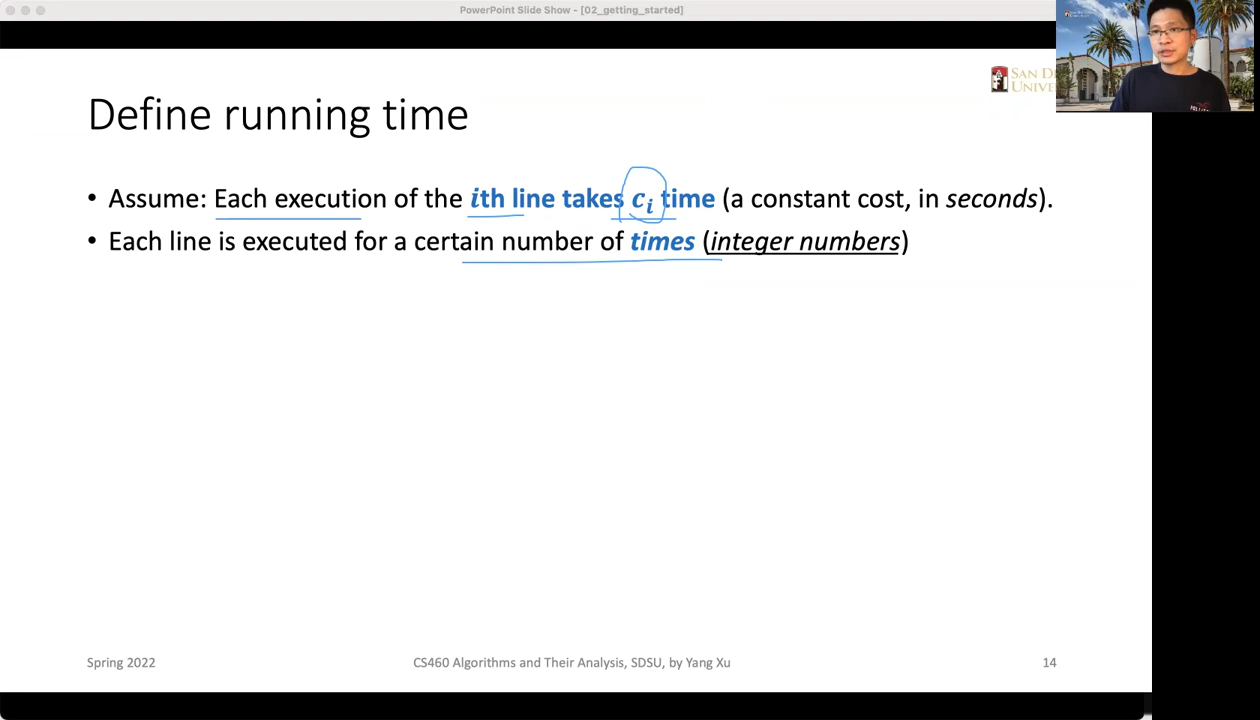 PowerPoint Slide Show - [02_getting_started]
Define running time
• Assume: Each execution of the ith line takes cᵢ time (a constant cost, in seconds).
• Each line is executed for a certain number of times (integer numbers)
Spring 2022
CS460 Algorithms and Their Analysis, SDSU, by Yang Xu
14